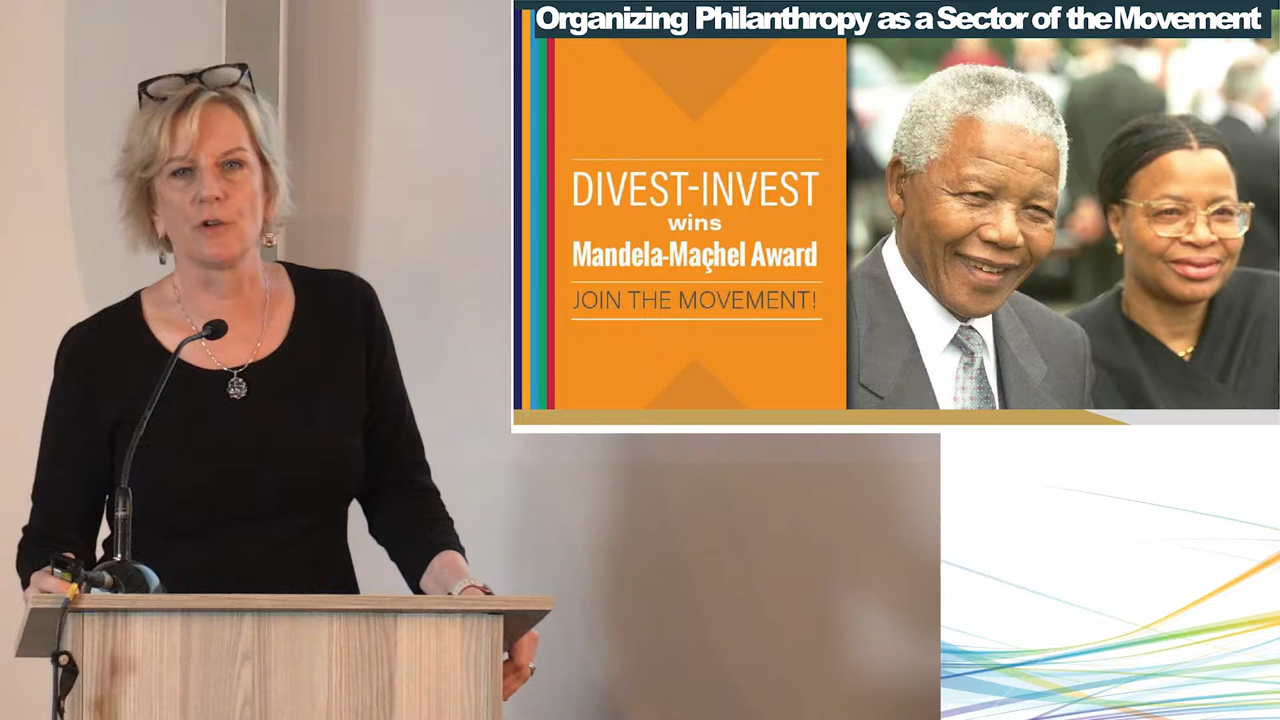 Organizing Philanthropy as a Sector of the Movement
DIVEST-INVEST
wins
Mandela-Maçhel Award
JOIN THE MOVEMENT!